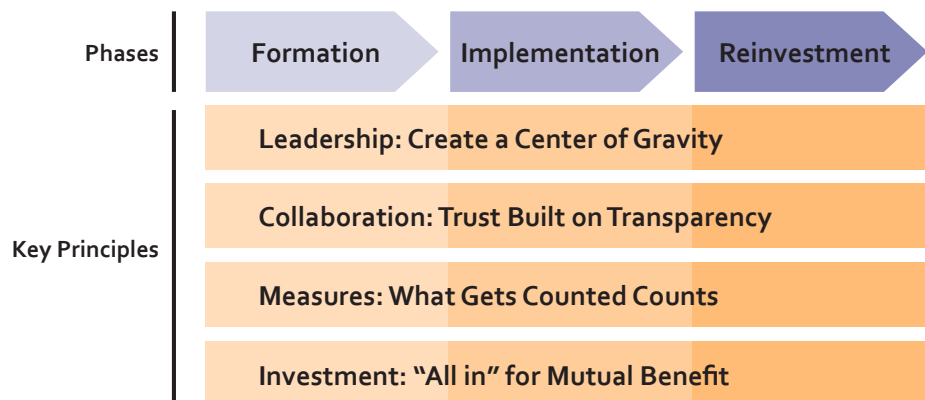 Phases
Formation
Implementation
Reinvestment
Key Principles
Leadership: Create a Center of Gravity
Collaboration: Trust Built on Transparency
Measures: What Gets Counted Counts
Investment: “All in” for Mutual Benefit